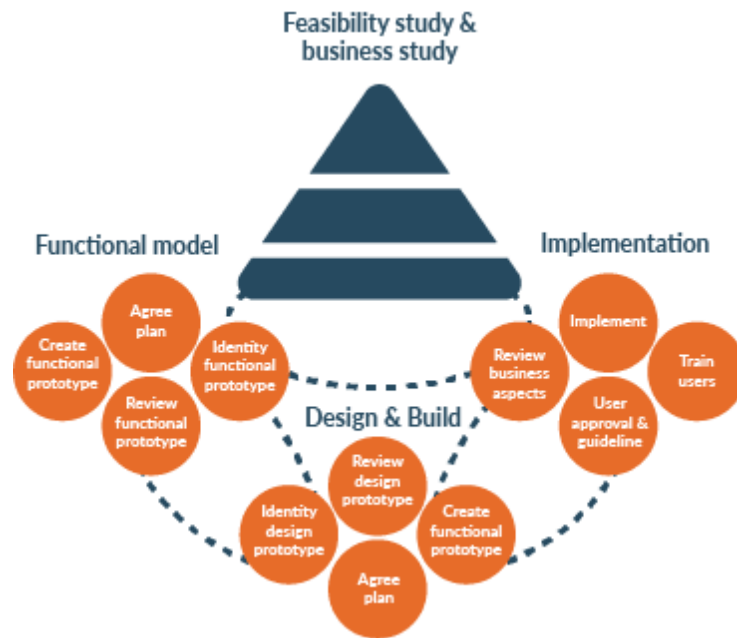 Feasibility study &
business study
Functional model
Implementation
Agree
plan
Create
functional
prototype
Identity
functional
prototype
Review
functional
prototype
Implement
Review
business
aspects
Train
users
User
approval &
guideline
Design & Build
Review
design
prototype
Identity
design
prototype
Create
functional
prototype
Agree
plan